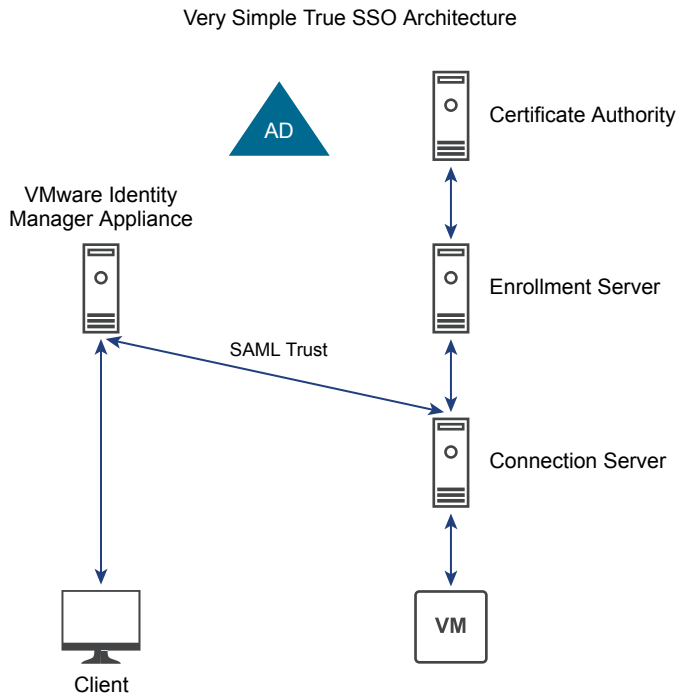 Very Simple True SSO Architecture
AD
Certificate Authority
VMware Identity
Manager Appliance
Enrollment Server
SAML Trust
Connection Server
VM
Client